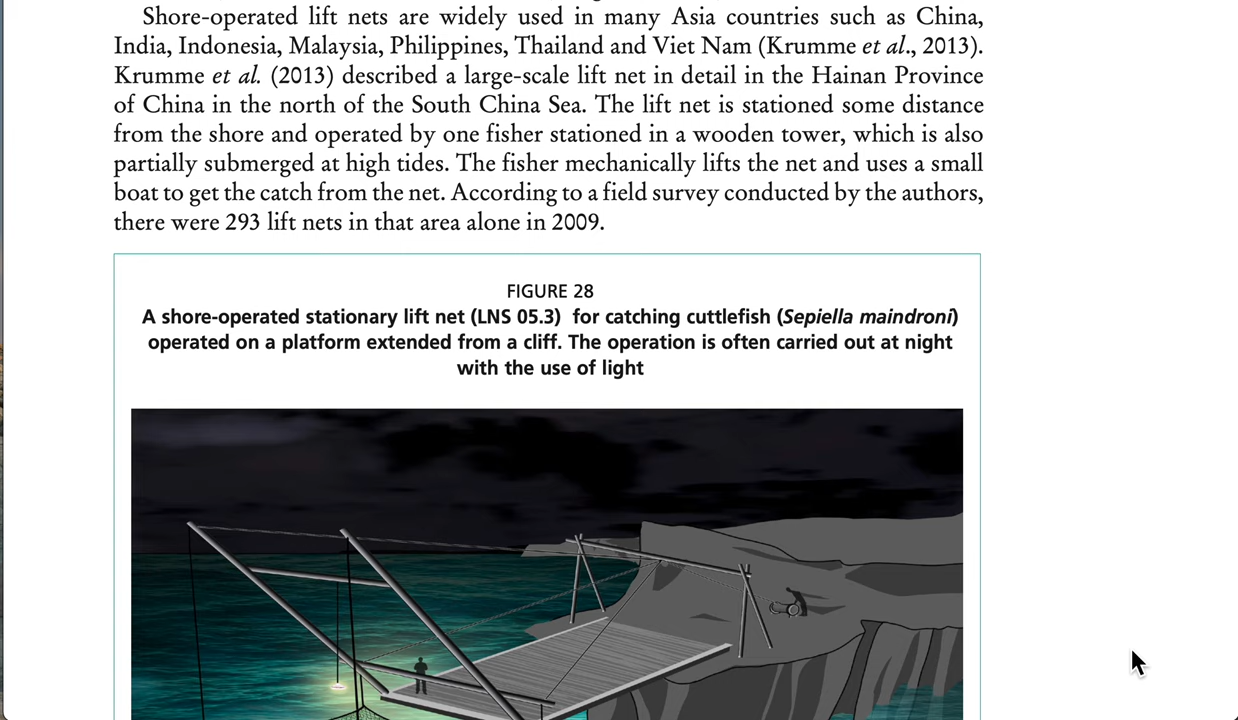 Shore-operated lift nets are widely used in many Asia countries such as China,
India, Indonesia, Malaysia, Philippines, Thailand and Viet Nam (Krumme et al., 2013).
Krumme et al. (2013) described a large-scale lift net in detail in the Hainan Province
of China in the north of the South China Sea. The lift net is stationed some distance
from the shore and operated by one fisher stationed in a wooden tower, which is also
partially submerged at high tides. The fisher mechanically lifts the net and uses a small
boat to get the catch from the net. According to a field survey conducted by the authors,
there were 293 lift nets in that area alone in 2009.
FIGURE 28
A shore-operated stationary lift net (LNS 05.3) for catching cuttlefish (Sepiella maindroni)
operated on a platform extended from a cliff. The operation is often carried out at night
with the use of light